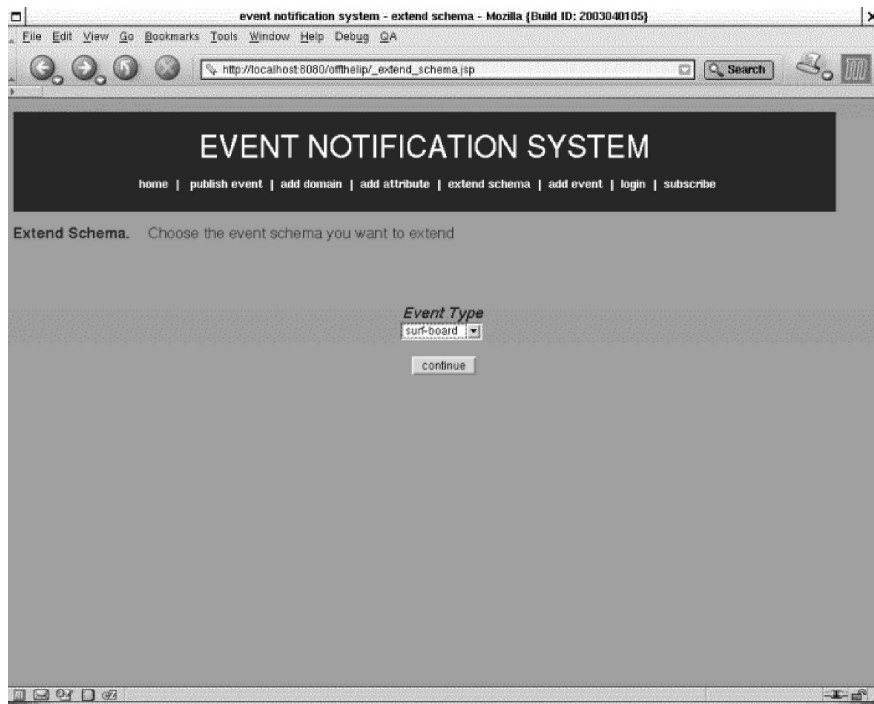 event notification system - extend schema - Mozilla {Build ID: 2003040105}
File Edit View Go Bookmarks Tools Window Help Debug QA
http://localhost:8080/offthelip/_extend_schema.jsp Search
EVENT NOTIFICATION SYSTEM
home | publish event | add domain | add attribute | extend schema | add event | login | subscribe
Extend Schema. Choose the event schema you want to extend
Event Type
surf-board
continue